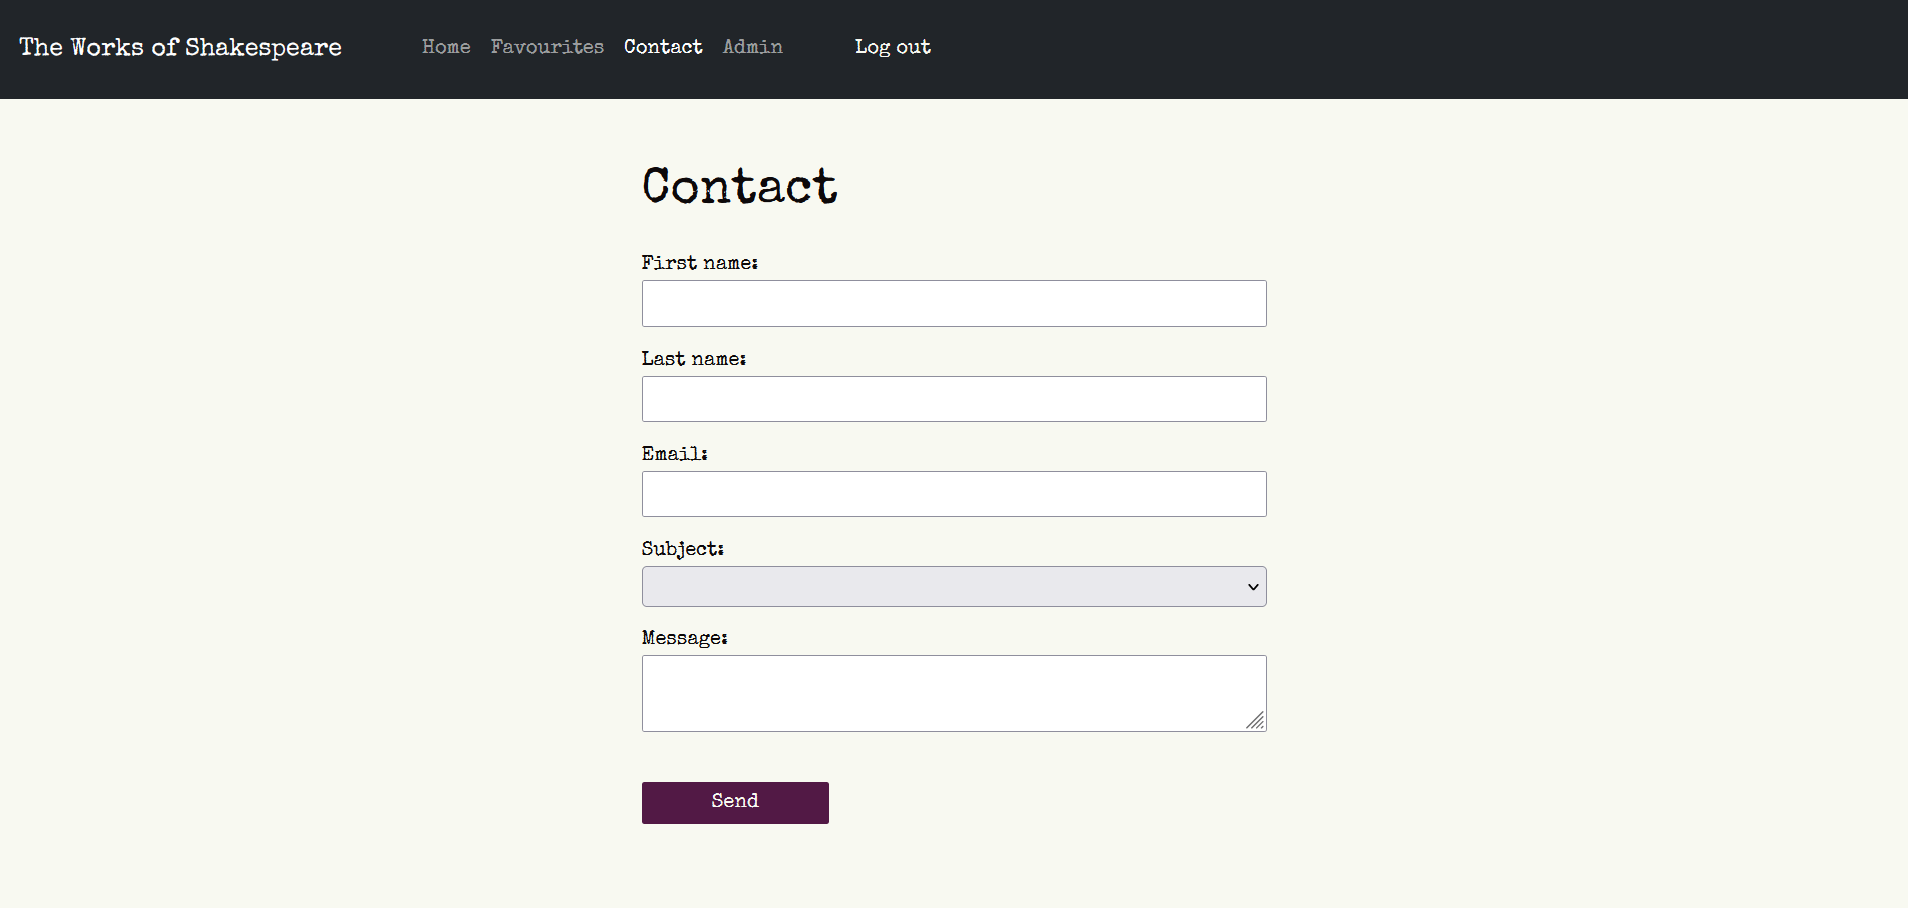 The Works of Shakespeare Home Favourites Contact Admin Log out
Contact
First name:
Last name:
Email:
Subject:
Message:
Send